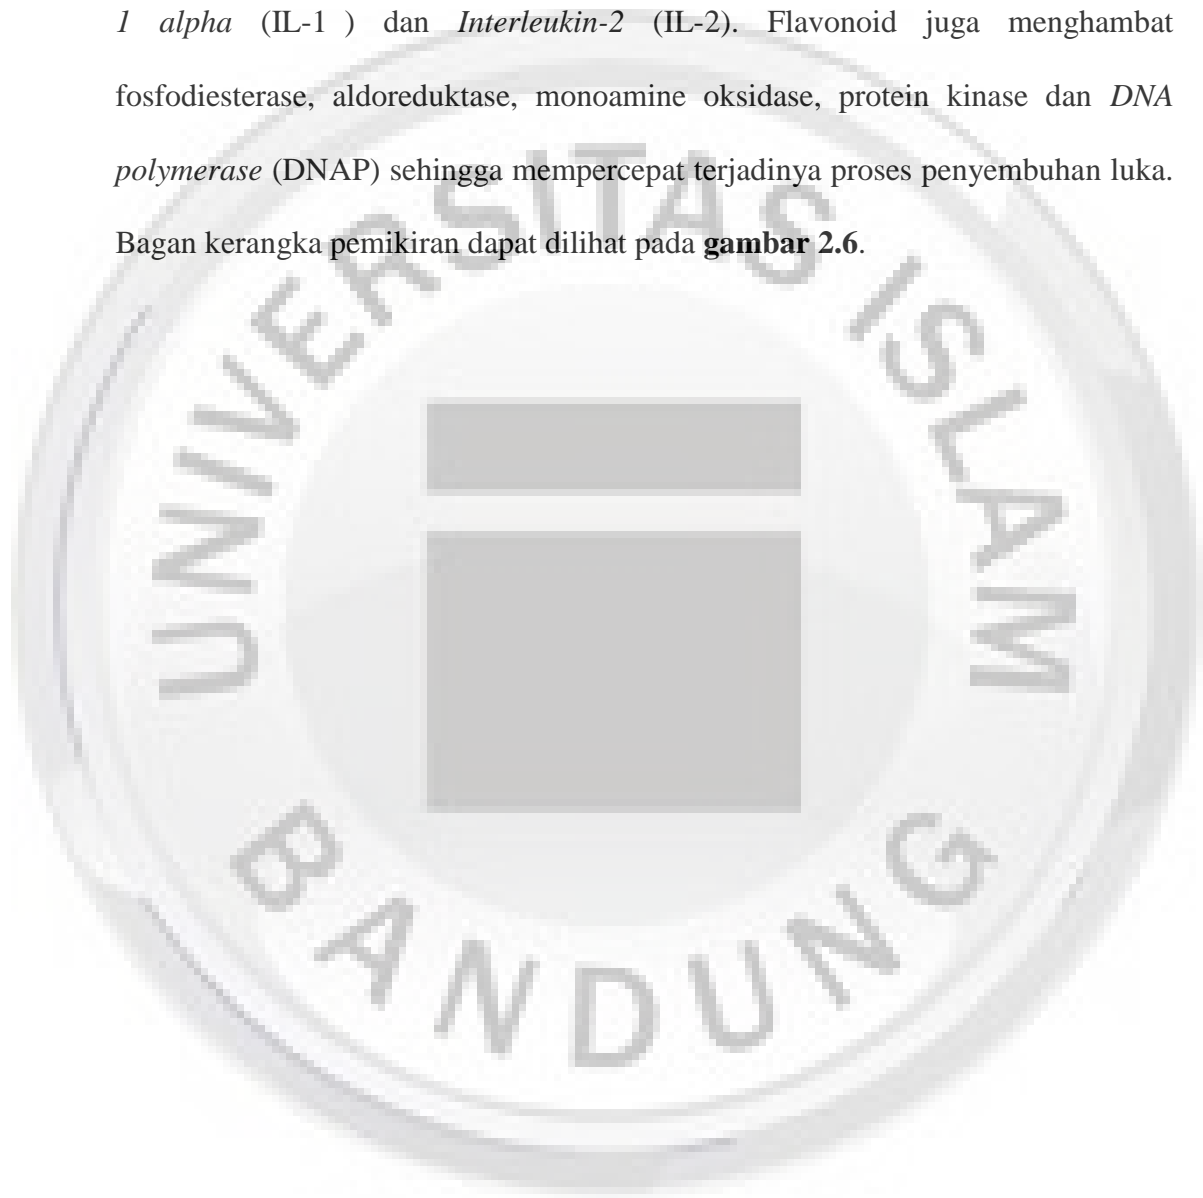 1 alpha (IL-1 ) dan Interleukin-2 (IL-2). Flavonoid juga menghambat
fosfodiesterase, aldoreduktase, monoamine oksidase, protein kinase dan DNA
polymerase (DNAP) sehingga mempercepat terjadinya proses penyembuhan luka.
Bagan kerangka pemikiran dapat dilihat pada gambar 2.6.
UNIVERSITAS ISLAM
BANDUNG